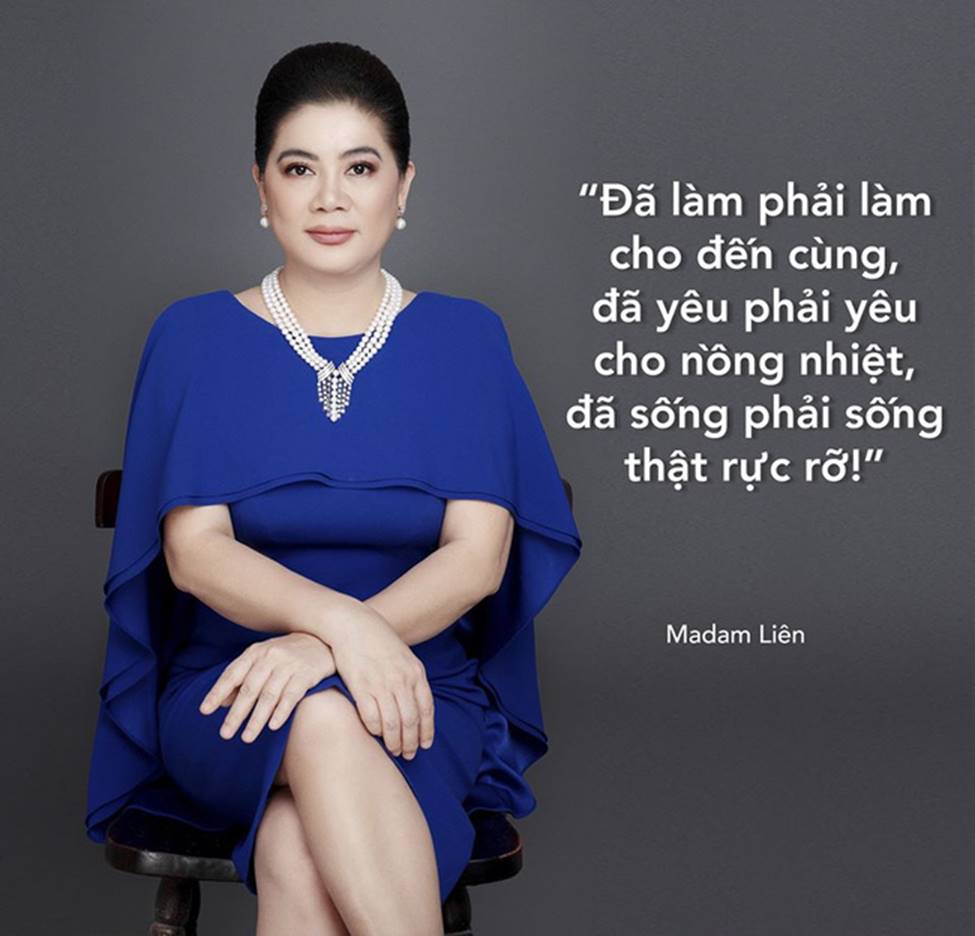 “Đã làm phải làm
cho đến cùng,
đã yêu phải yêu
cho nồng nhiệt,
đã sống phải sống
thật rực rỡ!”
Madam Liên